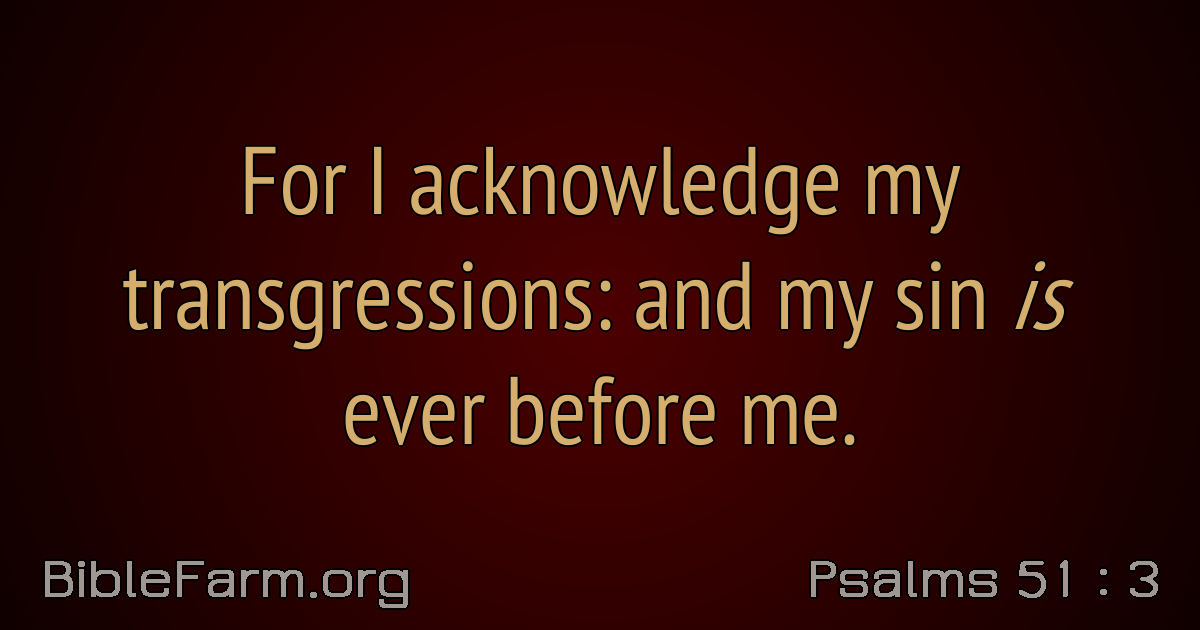 For I acknowledge my
transgressions: and my sin is
ever before me.
BibleFarm.org
Psalms 51 : 3